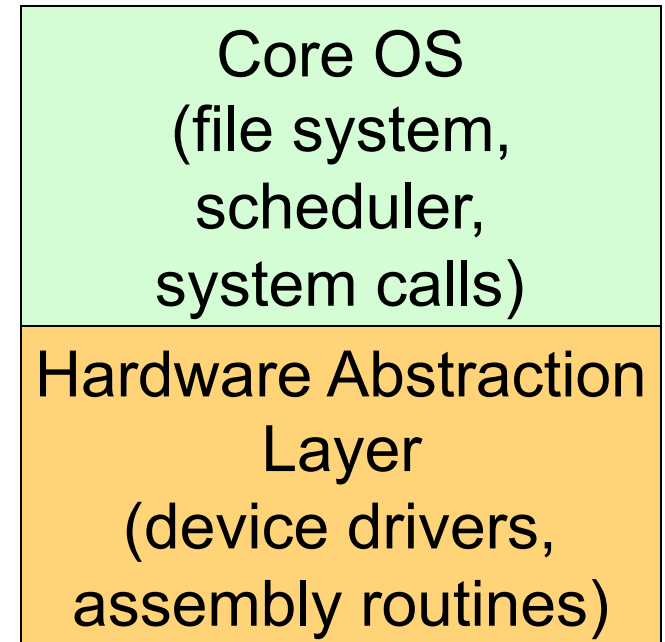 Core OS
(file system,
scheduler,
system calls)
Hardware Abstraction
Layer
(device drivers,
assembly routines)